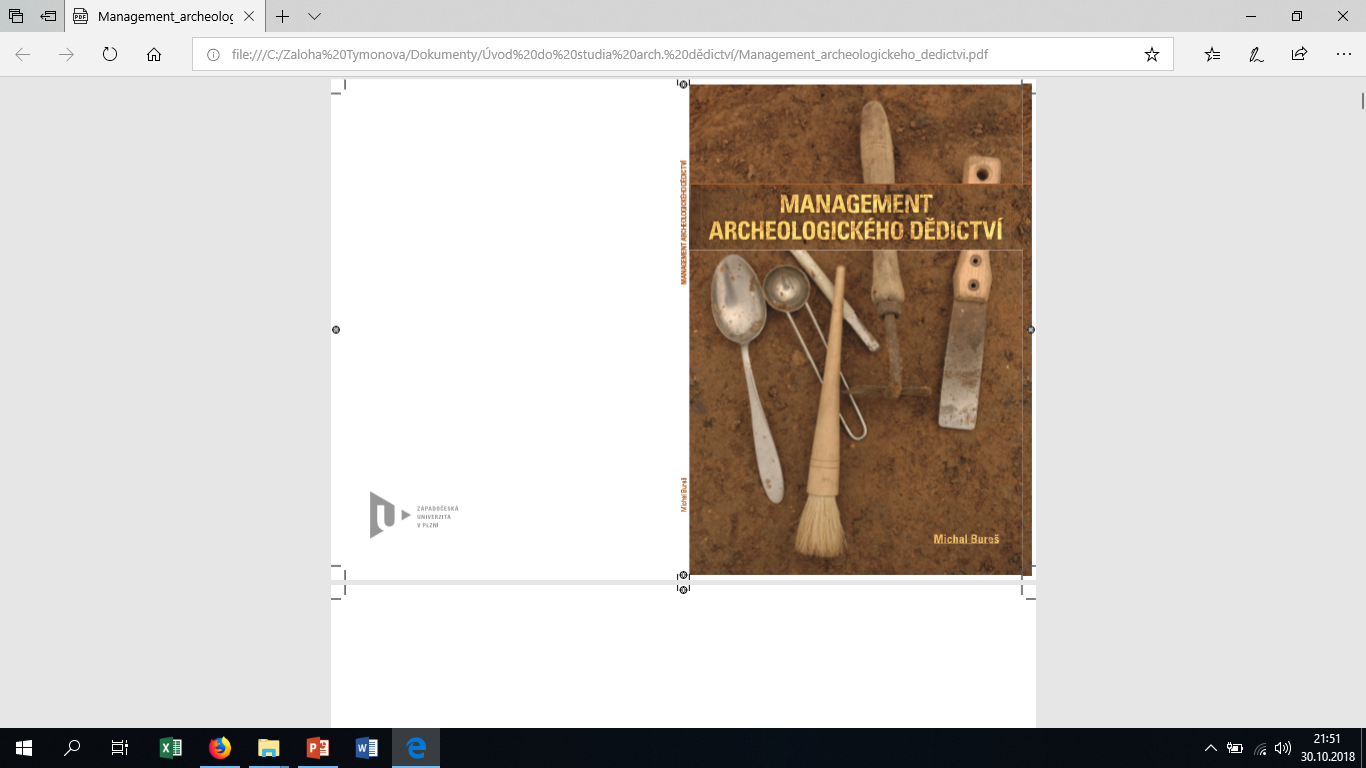 Management_archeolog
file:///C:/Zaloha%20Tymonova/Dokumenty/Úvod%20do%20studia%20arch.%20dědictví/Management_archeologickeho_dedictvi.pdf
MANAGEMENT ARCHEOLOGICKÉHO DĚDICTVÍ
Michal Bureš
MANAGEMENT
ARCHEOLOGICKÉHO DĚDICTVÍ
Michal Bureš
ZÁPADOČESKÁ
UNIVERZITA
V PLZNI
21:51
30.10.2018